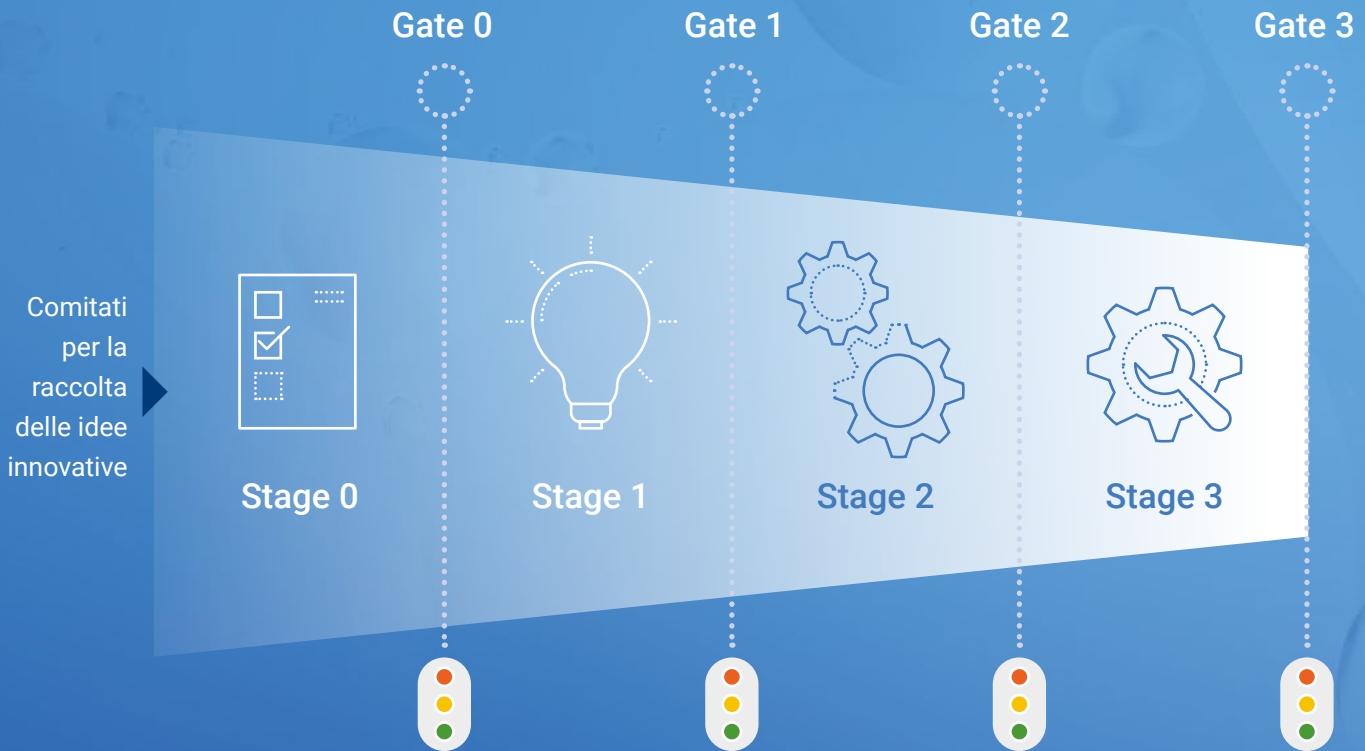 Gate 0
Gate 1
Gate 2
Gate 3
Comitati
per la
raccolta
delle idee
innovative
Stage 0
Stage 1
Stage 2
Stage 3